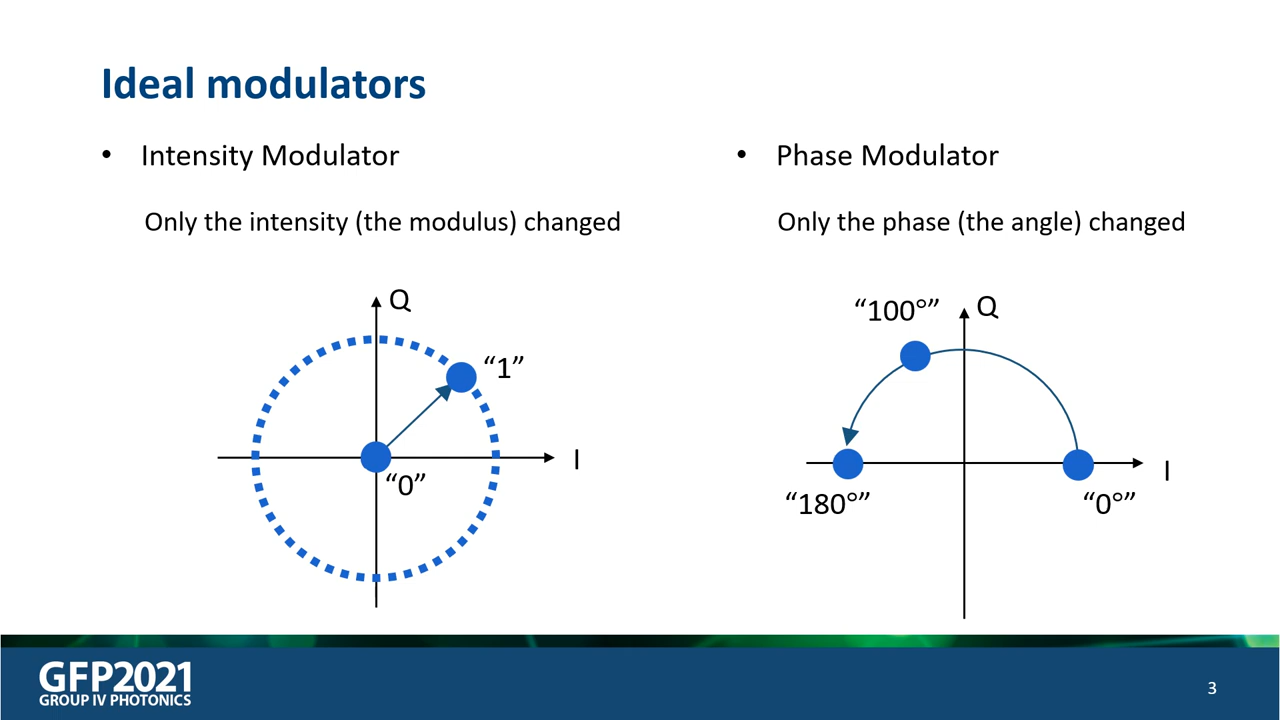 Ideal modulators
• Intensity Modulator
Only the intensity (the modulus) changed
Q
“1”
I
“0”
• Phase Modulator
Only the phase (the angle) changed
“100°”
Q
I
“180°”
“0°”
GFP2021
GROUP IV PHOTONICS
3